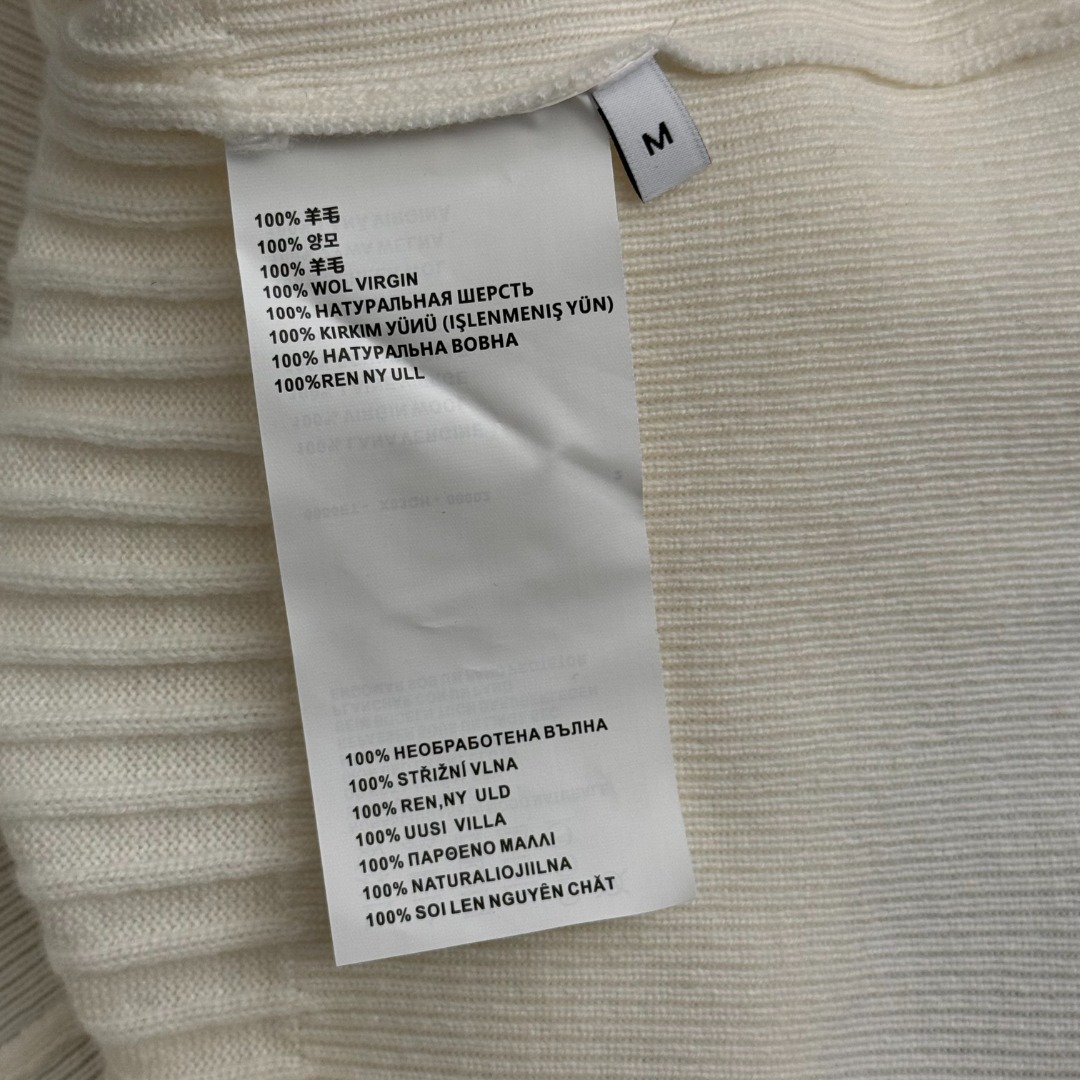 M
100% 羊毛
100% 양모
100% 羊毛
100% WOL VIRGIN
100% НАТУРАЛЬНАЯ ШЕРСТЬ
100% KIRKIM YÜИÜ (IŞLENMENIŞ YÜN)
100% НАТУРАЛЬНА ВОВНА
100%REN NY ULL
100% НЕОБРАБОТЕНА ВЪЛНА
100% STŘIŽNÍ VLNA
100% REN,NY ULD
100% UUSI VILLA
100% ΠΑΡΘΕΝΟ ΜΑΛΛΙ
100% NATURALIOJIILNA
100% SOI LEN NGUYÊN CHĂT